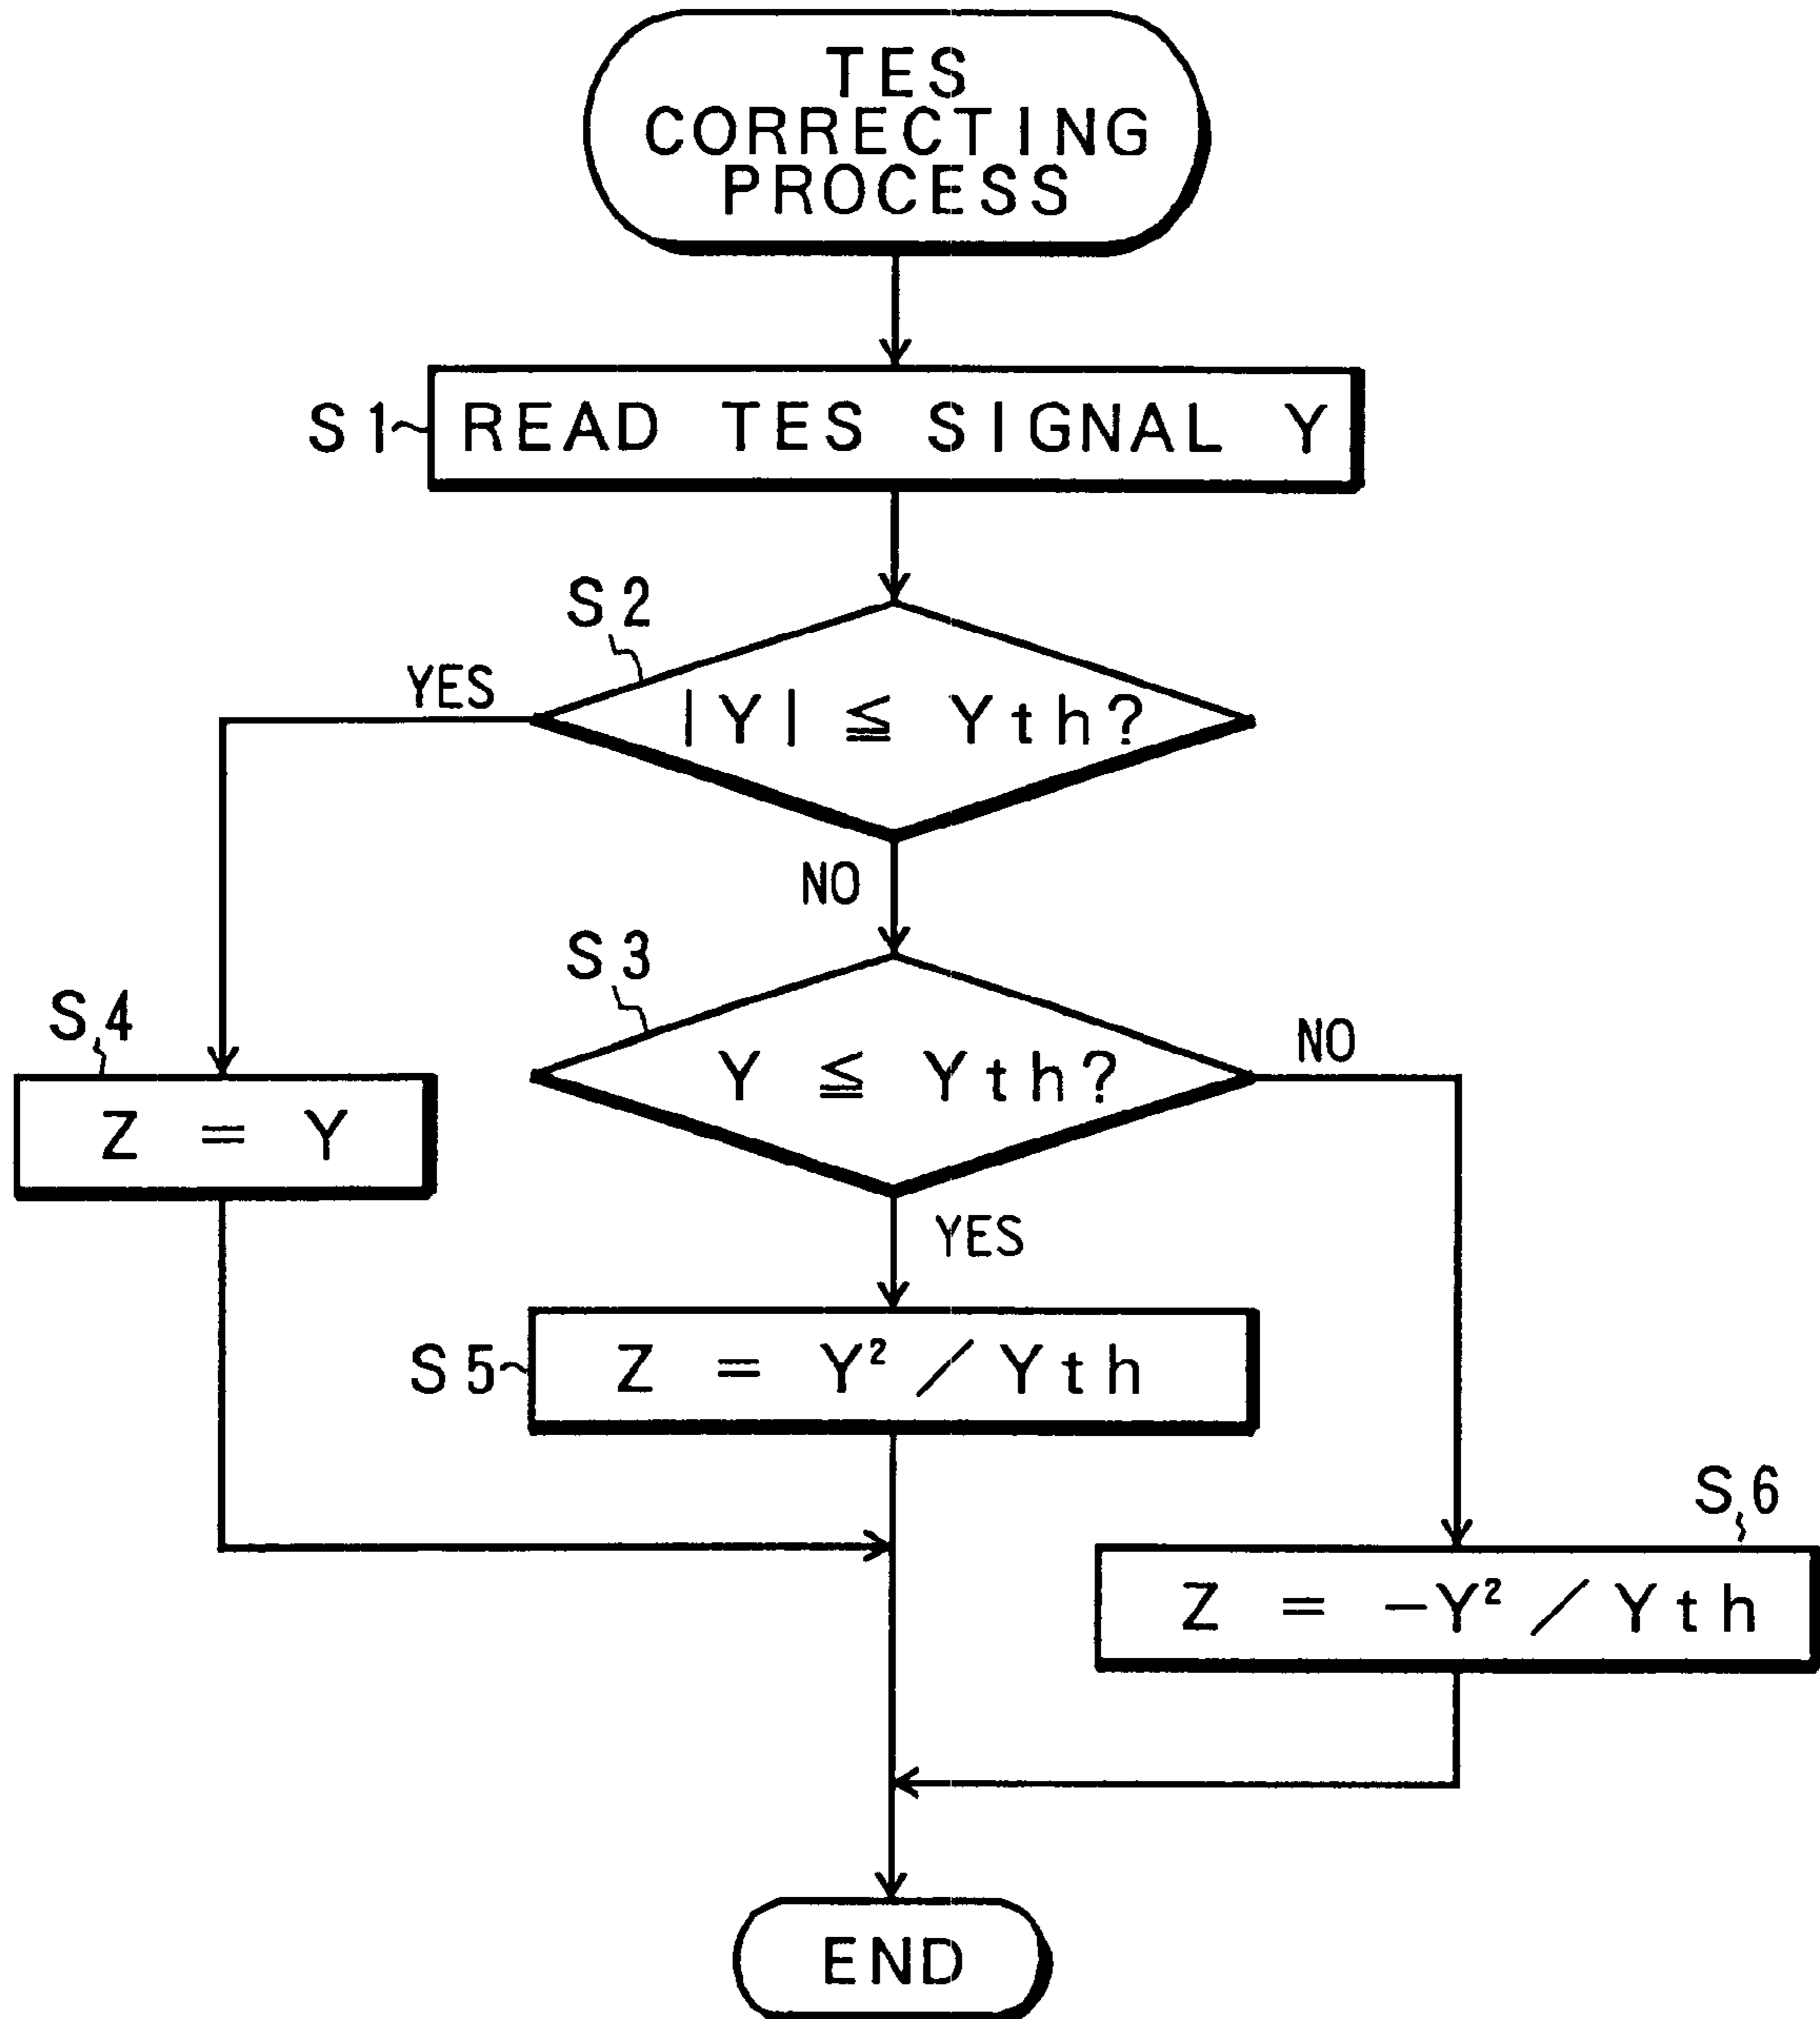 TES
CORRECTING
PROCESS
S1
READ TES SIGNAL Y
S2
YES
|Y| ≦ Yth?
NO
S3
S4
NO
Y ≦ Yth?
Z = Y
YES
S5
Z = Y² / Yth
S6
Z = -Y² / Yth
END